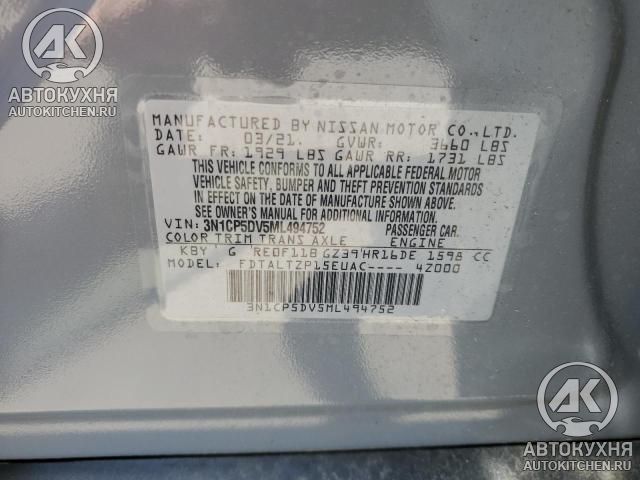 AK
АВТОКУХНЯ
AUTOKITCHEN.RU
MANUFACTURED BY NISSAN MOTOR CO.,LTD.
DATE: 03/21. GVWR: 3660 LBS
GAWR FR: 1929 LBS GAWR RR: 1731 LBS
THIS VEHICLE CONFORMS TO ALL APPLICABLE FEDERAL MOTOR
VEHICLE SAFETY, BUMPER AND THEFT PREVENTION STANDARDS
IN EFFECT ON THE DATE OF MANUFACTURE SHOWN ABOVE.
SEE OWNER'S MANUAL FOR ADDITIONAL INFORMATION.
VIN: 3N1CP5DV5ML494752 PASSENGER CAR.
COLOR TRIM TRANS AXLE ENGINE
KBY G RE0F11B GZ39 HR16DE 1598 CC
MODEL: FDTALTZP15EUAC---- 4Z000
3N1CP5DV5ML494752
AK
АВТОКУХНЯ
AUTOKITCHEN.RU